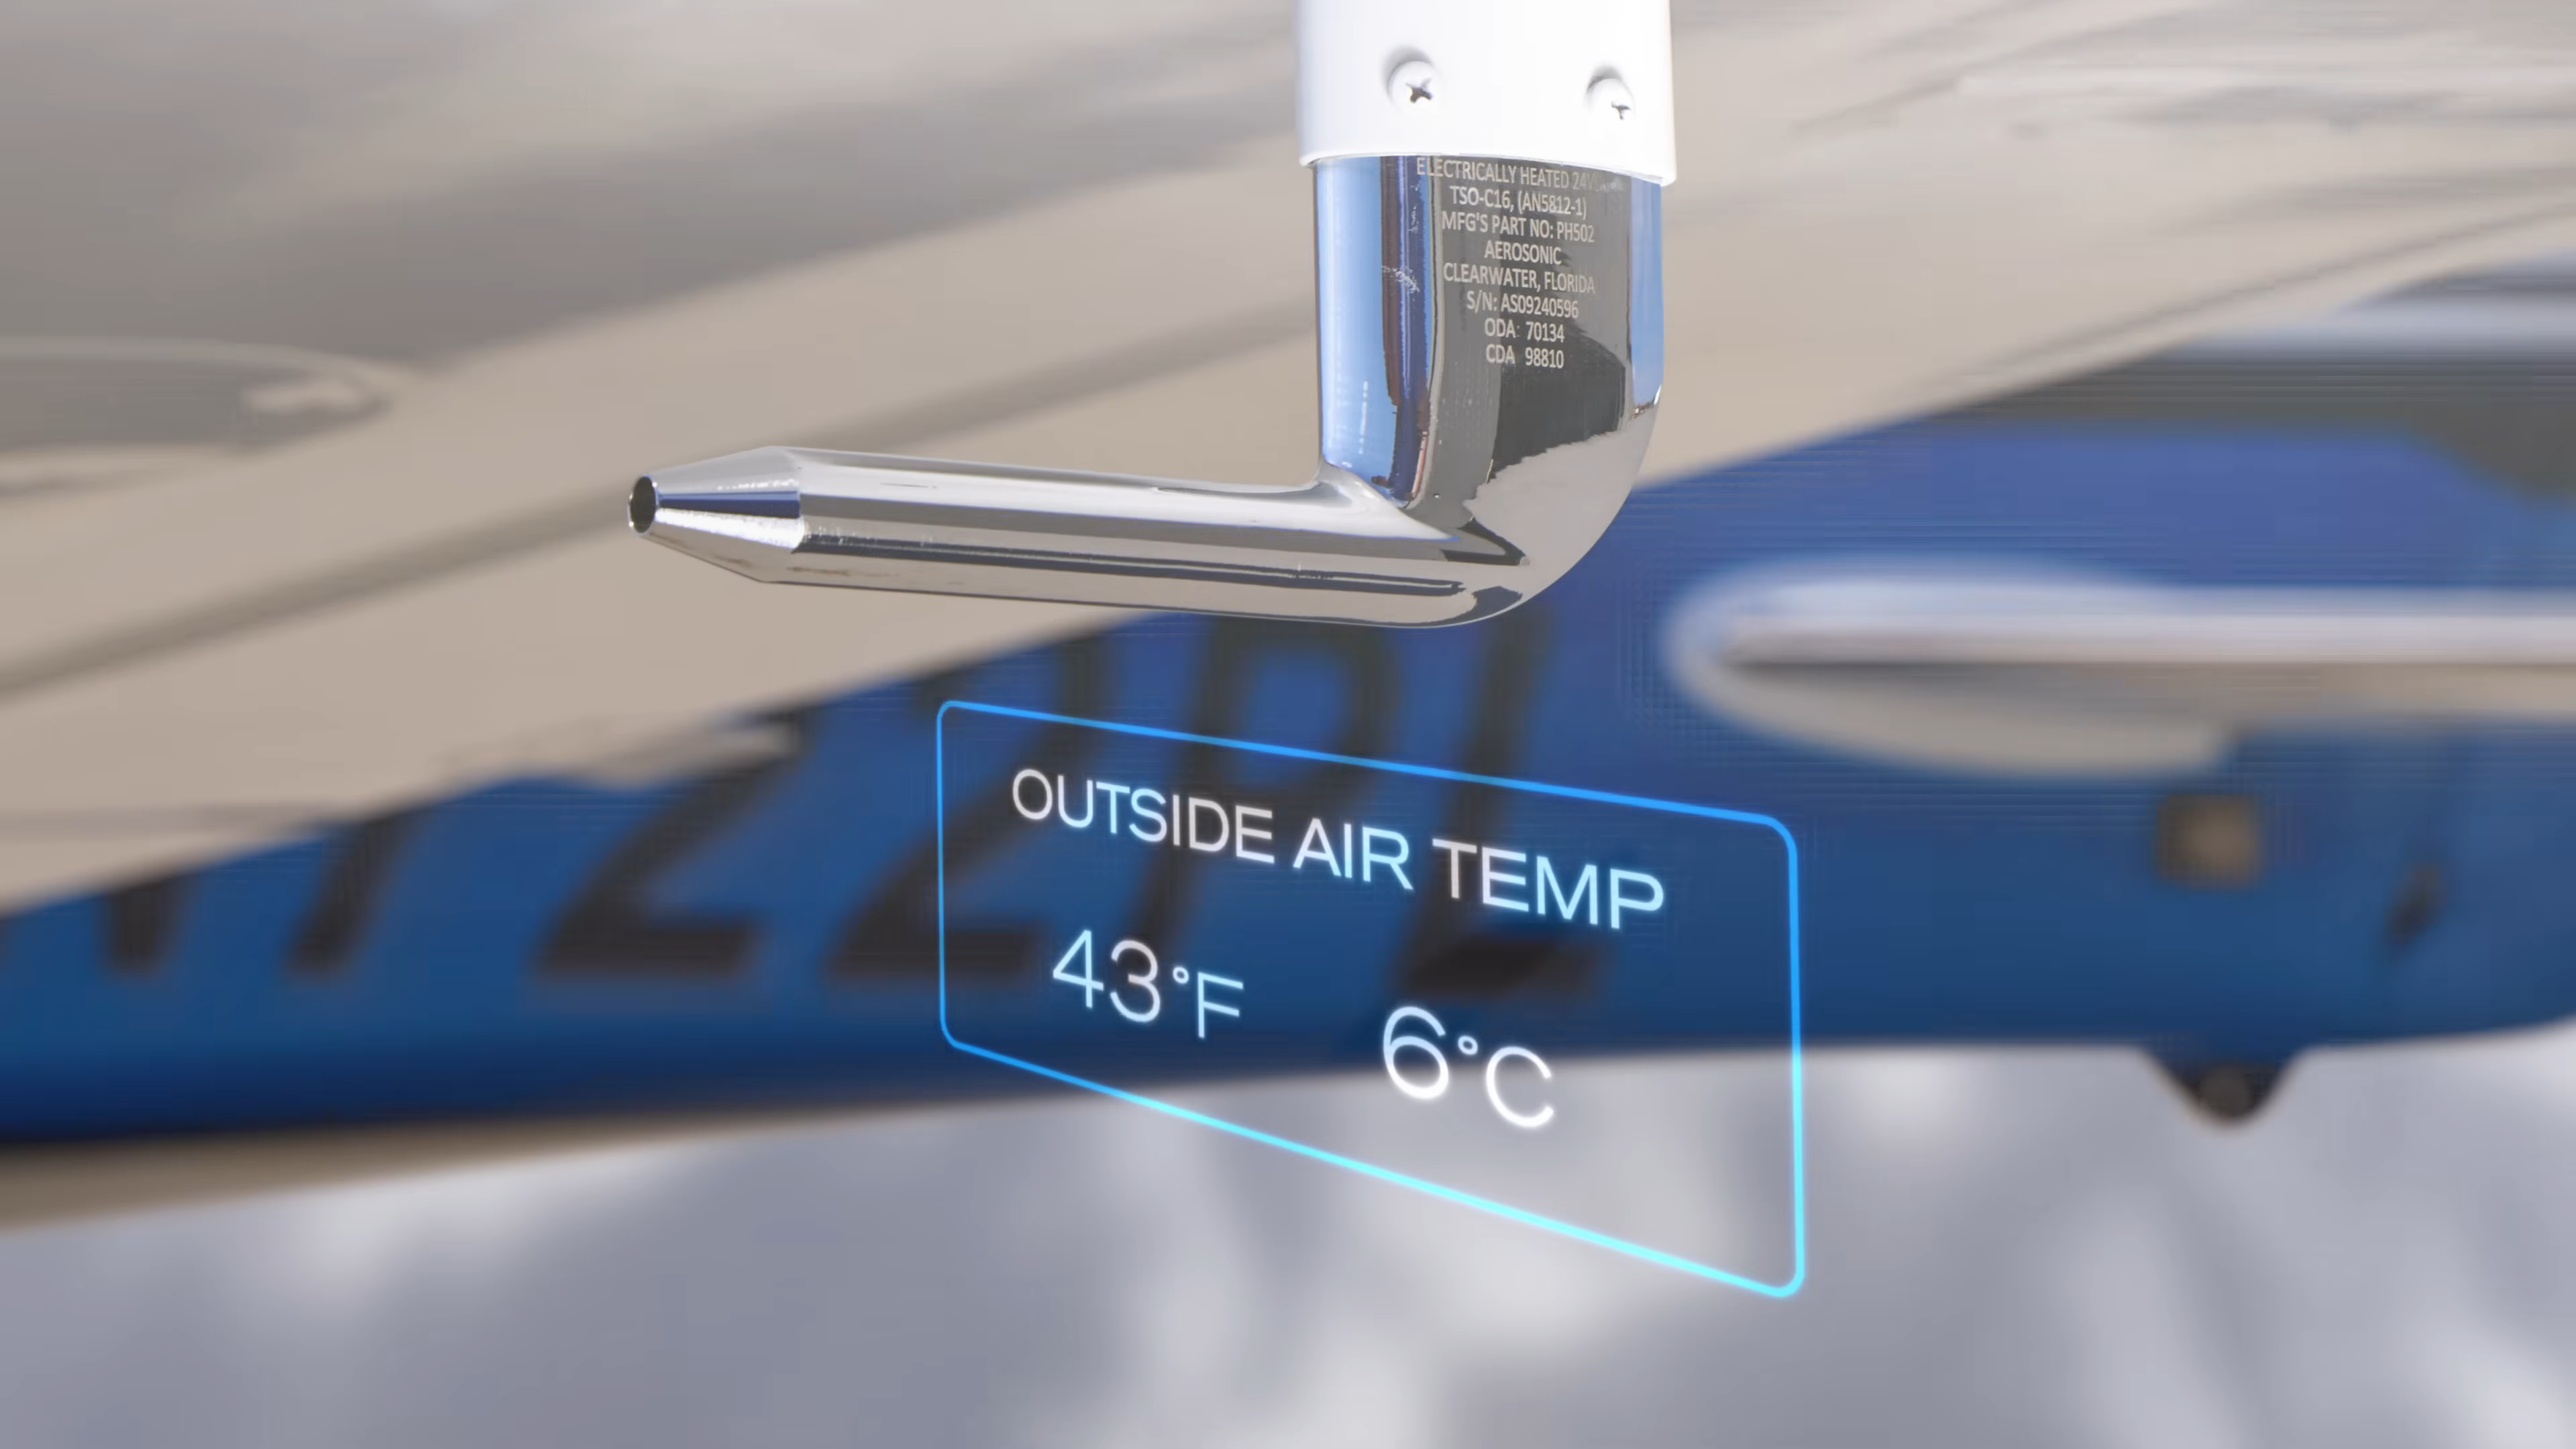 ELECTRICALLY HEATED 24V
TSO-C16, (AN5812-1)
MFG'S PART NO: PH502
AEROSONIC
CLEARWATER, FLORIDA
S/N: AS09240596
ODA 70134
CDA 98810
OUTSIDE AIR TEMP
43°F 6°C